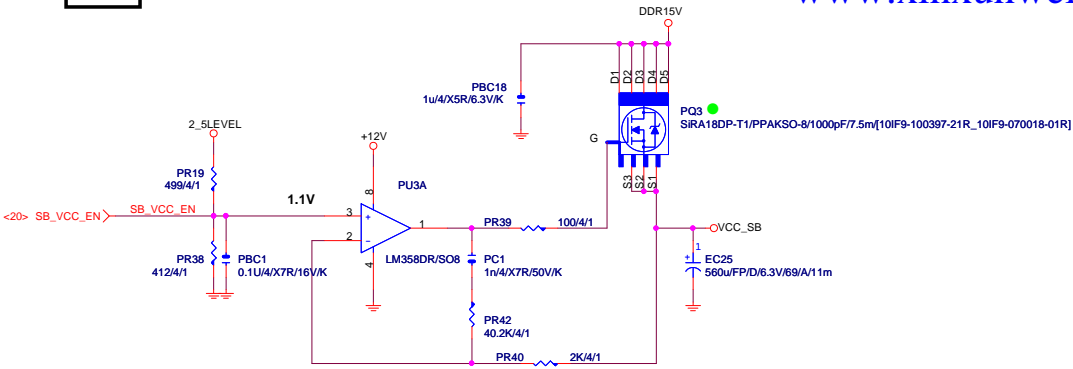 DDR15V
D1
D2
D3
D4
D5
PBC18
1u/4/X5R/6.3V/K
PQ3
SiRA18DP-T1/PPAKSO-8/1000pF/7.5m/[10IF9-100397-21R_10IF9-070018-01R]
G
S3
S2
S1
2_5LEVEL
+12V
PR19
499/4/1
8
PU3A
1.1V
<20> SB_VCC_EN
SB_VCC_EN
3
+
1
2
-
PR39
100/4/1
VCC_SB
PR38
412/4/1
PBC1
0.1U/4/X7R/16V/K
4
LM358DR/SO8
PC1
1n/4/X7R/50V/K
1
+
EC25
560u/FP/D/6.3V/69/A/11m
PR42
40.2K/4/1
PR40
2K/4/1